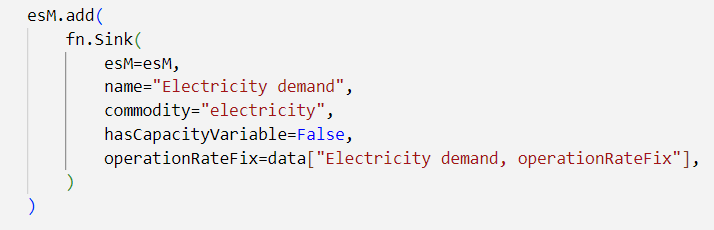 esM.add(
    fn.Sink(
        esM=esM,
        name="Electricity demand",
        commodity="electricity",
        hasCapacityVariable=False,
        operationRateFix=data["Electricity demand, operationRateFix"],
    )
)